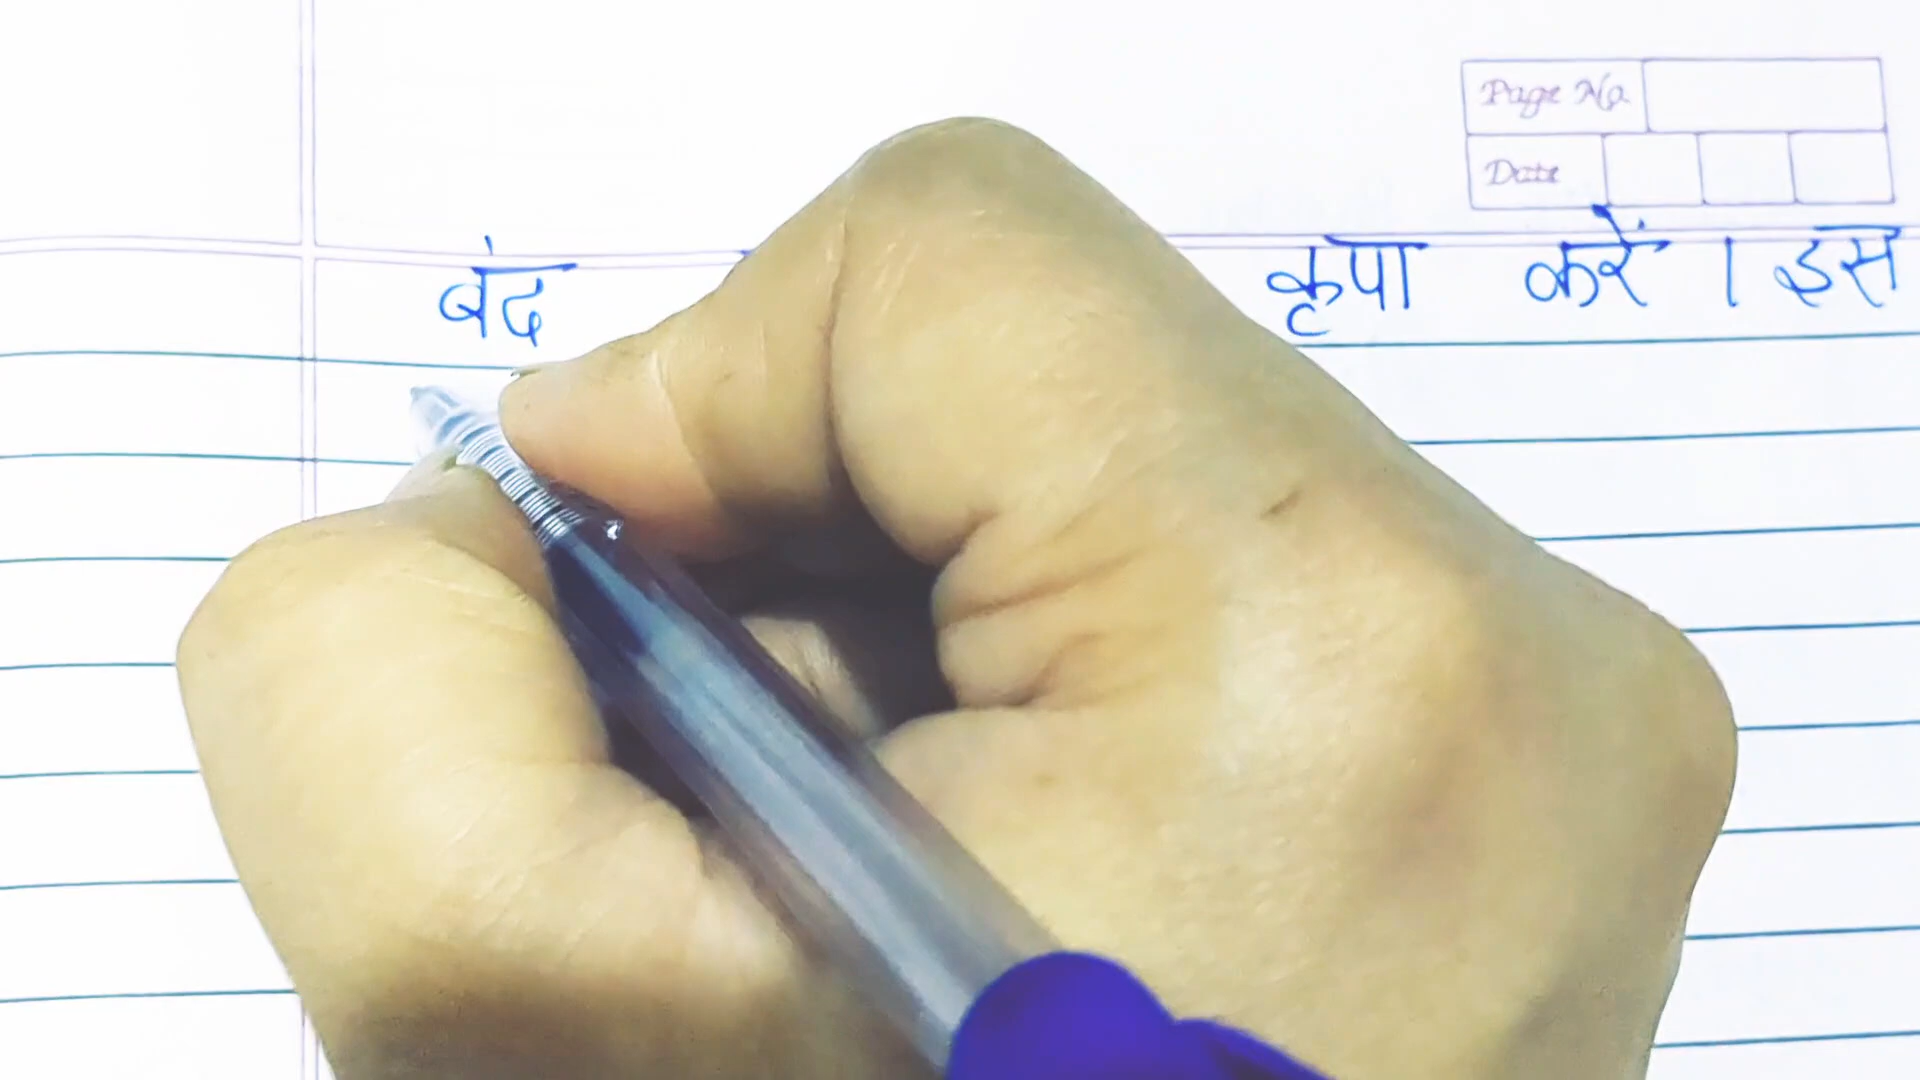 Page No.
Date
बंद कृपा करें । इस